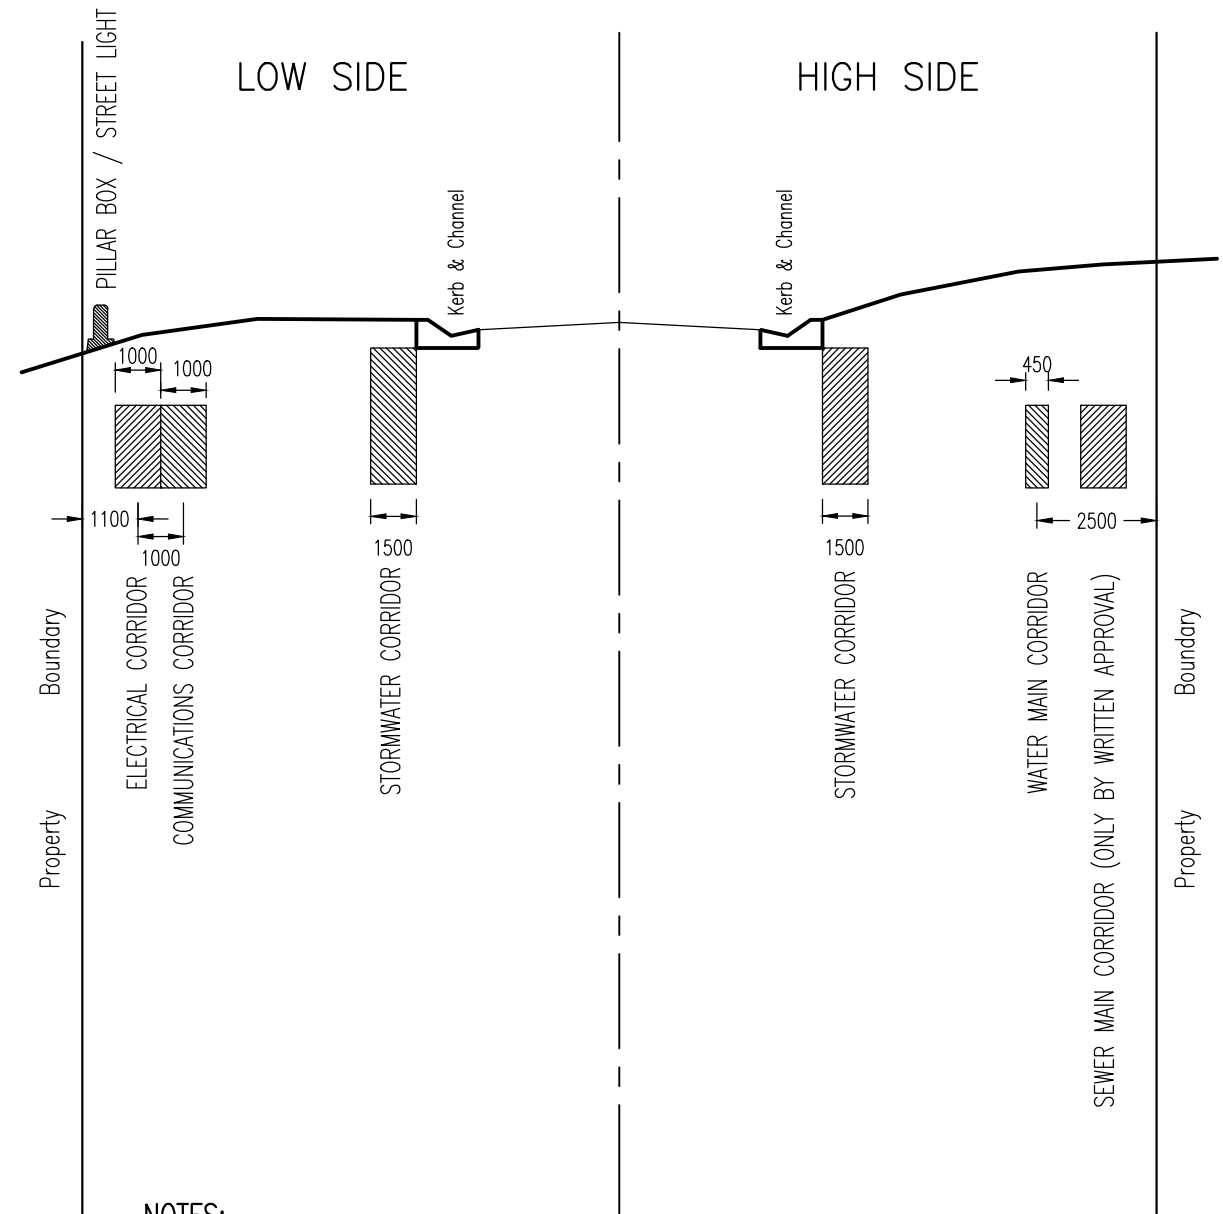 LOW SIDE
HIGH SIDE
PILLAR BOX / STREET LIGHT
Kerb & Channel
Kerb & Channel
1000
1000
450
1100
1000
1500
1500
2500
Property Boundary
ELECTRICAL CORRIDOR
COMMUNICATIONS CORRIDOR
STORMWATER CORRIDOR
STORMWATER CORRIDOR
WATER MAIN CORRIDOR
SEWER MAIN CORRIDOR (ONLY BY WRITTEN APPROVAL)
Property Boundary
NOTES: